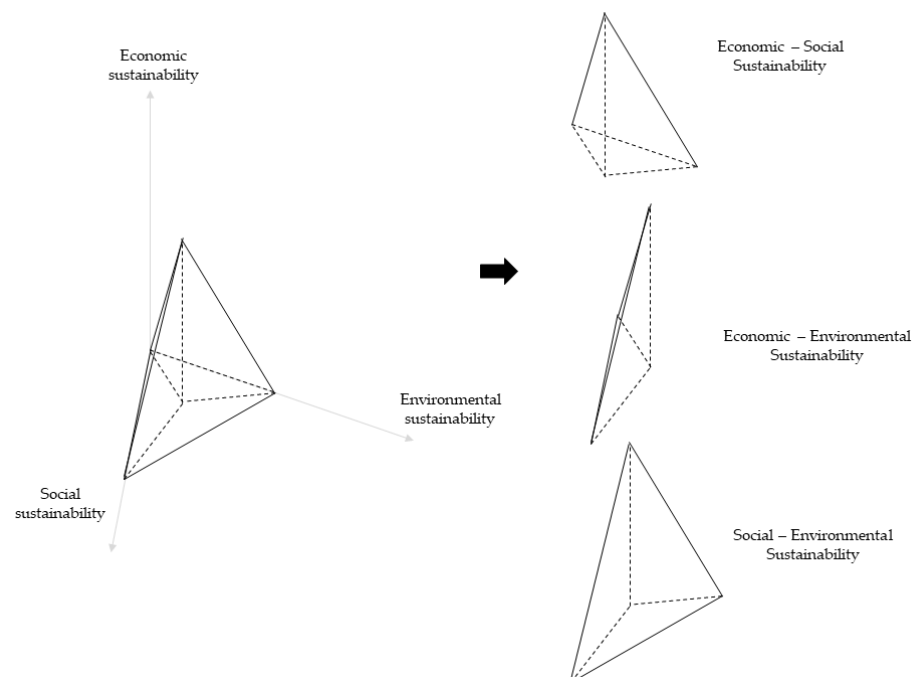 Economic
sustainability
Environmental
sustainability
Social
sustainability
Economic – Social
Sustainability
Economic – Environmental
Sustainability
Social – Environmental
Sustainability